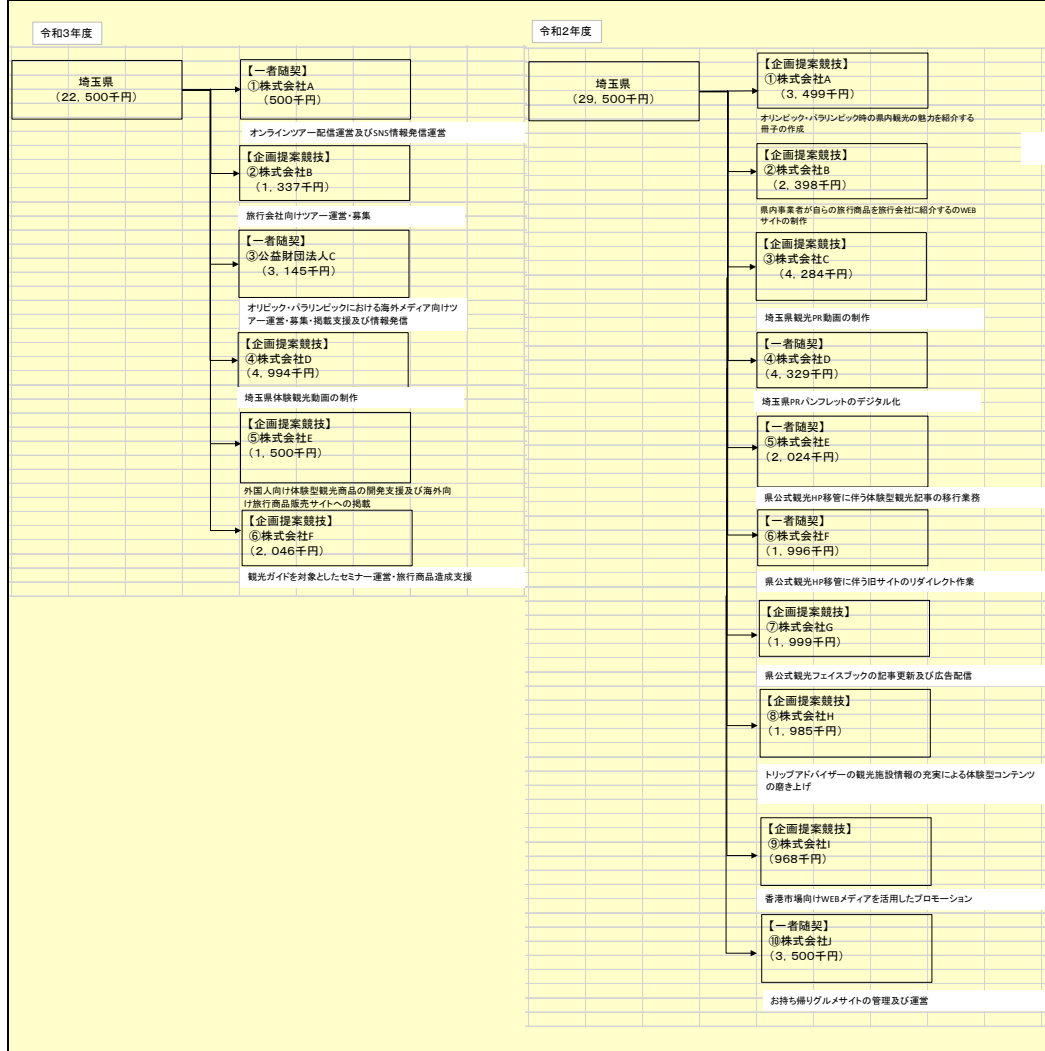 令和3年度
埼玉県
（22，500千円）
【一者随契】
①株式会社A
（500千円）
オンラインツアー配信運営及びSNS情報発信運営
【企画提案競技】
②株式会社B
（1，337千円）
旅行会社向けツアー運営・募集
【一者随契】
③公益財団法人C
（3，145千円）
オリピック・パラリンピックにおける海外メディア向けツ
アー運営・募集・掲載支援及び情報発信
【企画提案競技】
④株式会社D
（4，994千円）
埼玉県体験観光動画の制作
【企画提案競技】
⑤株式会社E
（1，500千円）
外国人向け体験型観光商品の開発支援及び海外向
け旅行商品販売サイトへの掲載
【企画提案競技】
⑥株式会社F
（2，046千円）
観光ガイドを対象としたセミナー運営・旅行商品造成支援
令和2年度
埼玉県
（29，500千円）
【企画提案競技】
①株式会社A
（3，499千円）
オリンピック・パラリンピック時の県内観光の魅力を紹介する
冊子の作成
【企画提案競技】
②株式会社B
（2，398千円）
県内事業者が自らの旅行商品を旅行会社に紹介するのWEB
サイトの制作
【企画提案競技】
③株式会社C
（4，284千円）
埼玉県観光PR動画の制作
【一者随契】
④株式会社D
（4，329千円）
埼玉県PRパンフレットのデジタル化
【一者随契】
⑤株式会社E
（2，024千円）
県公式観光HP移管に伴う体験型観光記事の移行業務
【一者随契】
⑥株式会社F
（1，996千円）
県公式観光HP移管に伴う旧サイトのリダイレクト作業
【企画提案競技】
⑦株式会社G
（1，999千円）
県公式観光フェイスブックの記事更新及び広告配信
【企画提案競技】
⑧株式会社H
（1，985千円）
トリップアドバイザーの観光施設情報の充実による体験型コンテンツ
の磨き上げ
【企画提案競技】
⑨株式会社I
（968千円）
香港市場向けWEBメディアを活用したプロモーション
【一者随契】
⑩株式会社J
（3，500千円）
お持ち帰りグルメサイトの管理及び運営